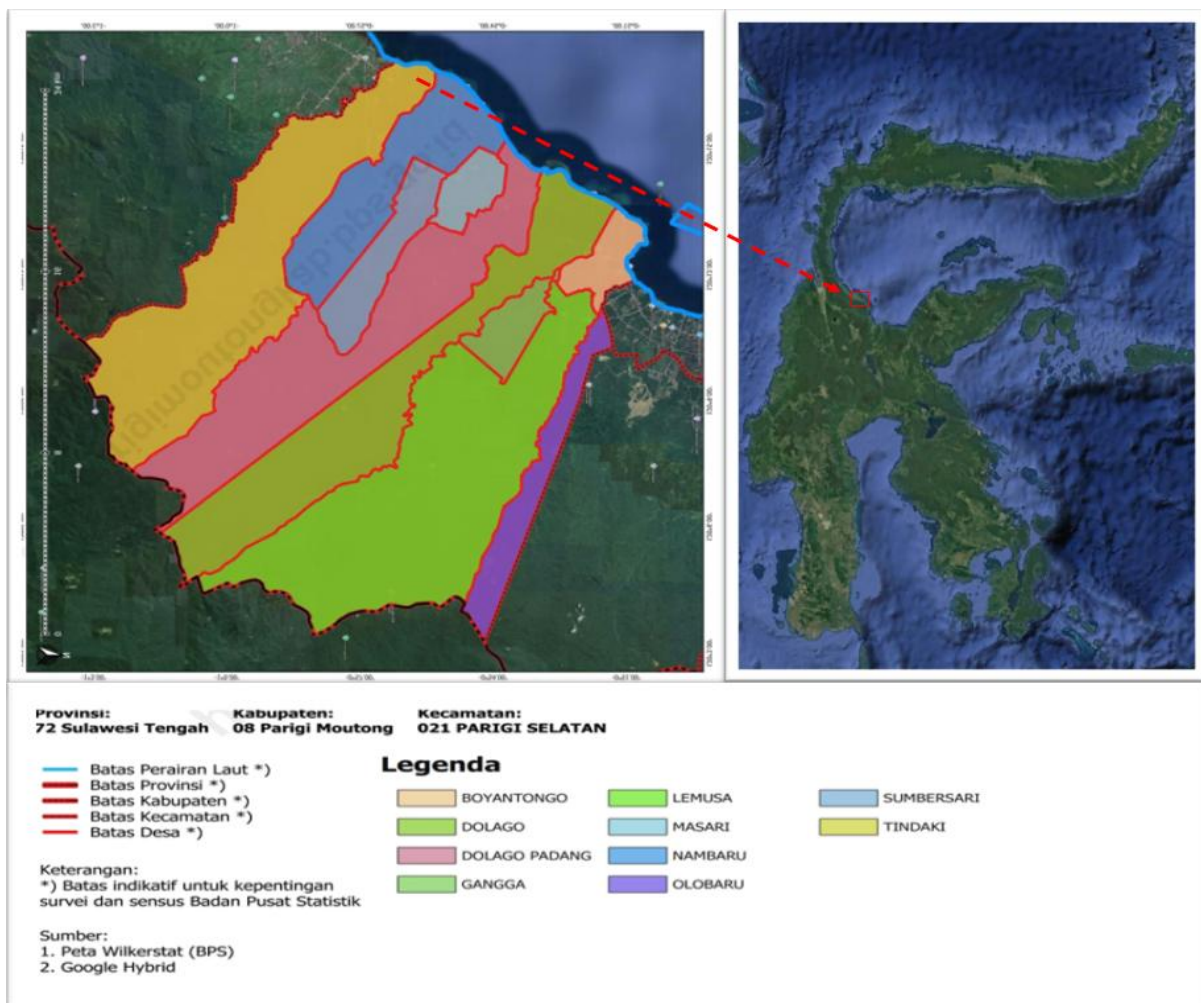 Provinsi: Kabupaten: Kecamatan:
72 Sulawesi Tengah 08 Parigi Moutong 021 PARIGI SELATAN
Batas Perairan Laut *)
Batas Provinsi *)
Batas Kabupaten *)
Batas Kecamatan *)
Batas Desa *)
Keterangan:
*) Batas indikatif untuk kepentingan
survei dan sensus Badan Pusat Statistik
Sumber:
1. Peta Wilkerstat (BPS)
2. Google Hybrid
Legenda
BOYANTONGO
DOLAGO
DOLAGO PADANG
GANGGA
LEMUSA
MASARI
NAMBARU
OLOBARU
SUMBERSARI
TINDAKI